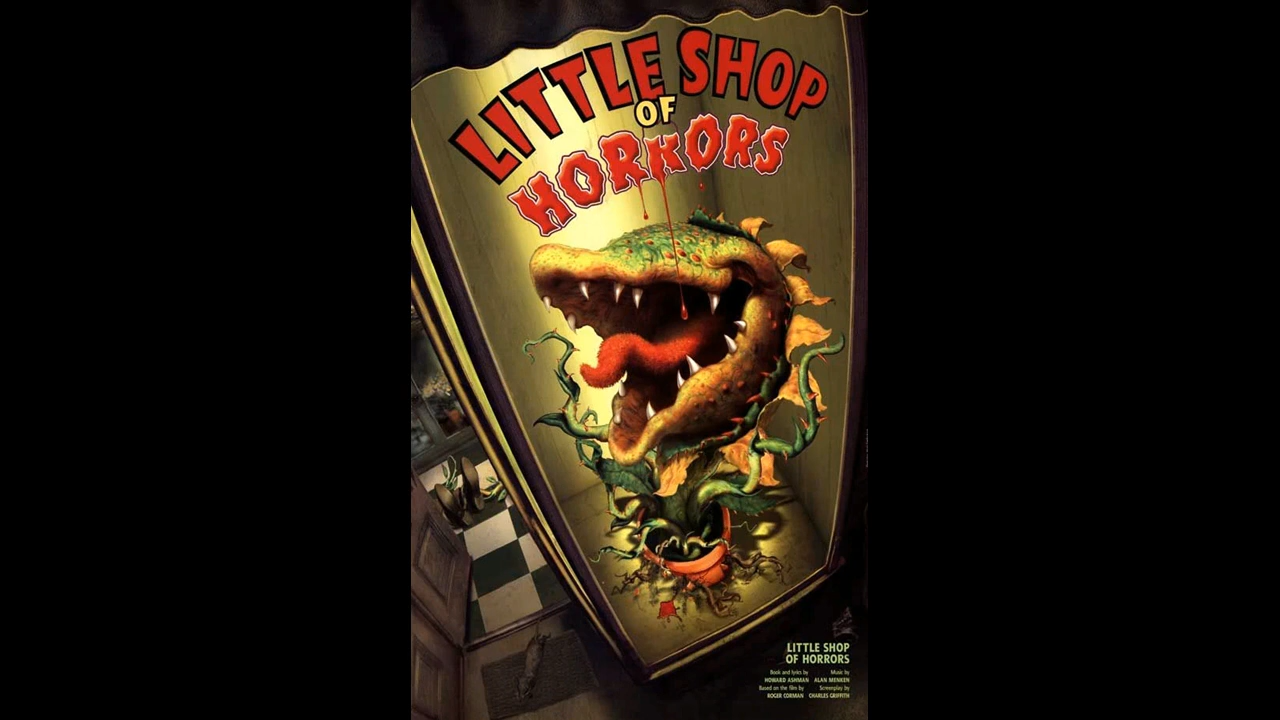 LITTLE SHOP
OF
HORRORS
LITTLE SHOP
OF HORRORS
Book and lyrics by Music by
HOWARD ASHMAN ALAN MENKEN
Based on the film by Screenplay by
ROGER CORMAN CHARLES GRIFFITH